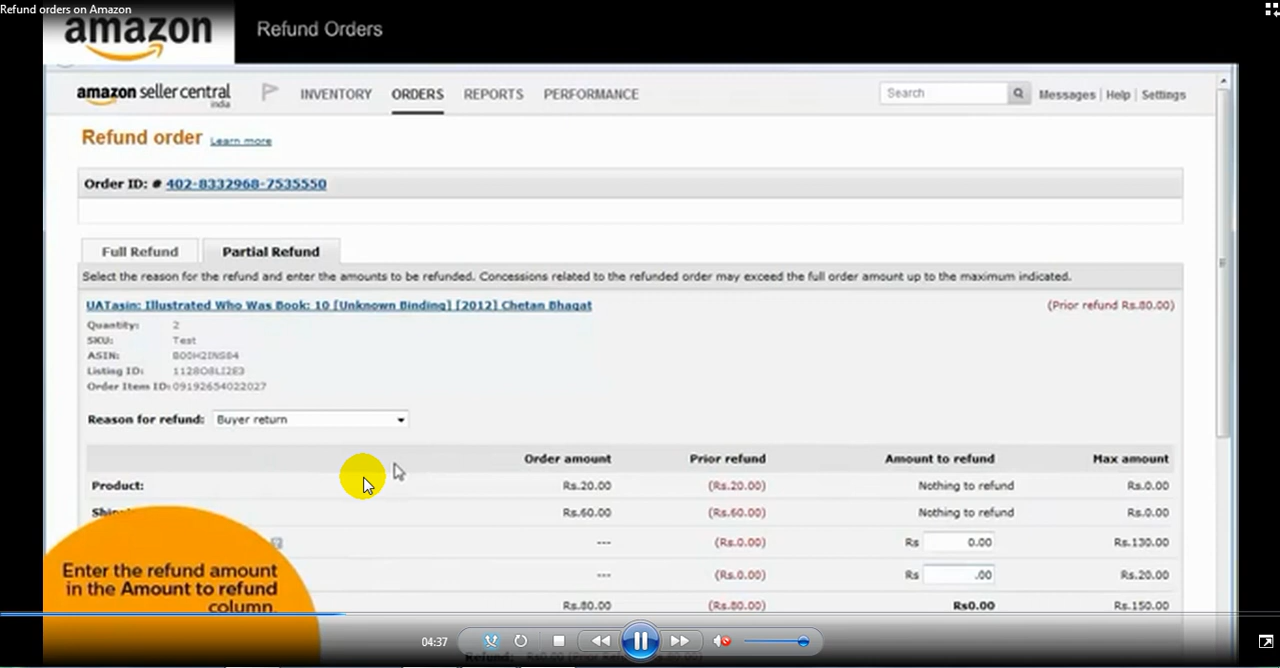 Refund orders on Amazon
amazon
Refund Orders
amazon seller central
india
INVENTORY ORDERS REPORTS PERFORMANCE
Search
Messages | Help | Settings
Refund order Learn more
Order ID: # 402-8332968-7535550
Full Refund Partial Refund
Select the reason for the refund and enter the amounts to be refunded. Concessions related to the refunded order may exceed the full order amount up to the maximum indicated.
UATasin: Illustrated Who Was Book: 10 [Unknown Binding] [2012] Chetan Bhagat (Prior refund Rs.80.00)
Quantity: 2
SKU: Test
ASIN:
Listing ID:
Order Item ID: 09192654022027
Reason for refund: Buyer return
Order amount Prior refund Amount to refund Max amount
Product: Rs.20.00 (Rs.20.00) Nothing to refund Rs.0.00
Rs.60.00 (Rs.60.00) Nothing to refund Rs.0.00
--- (Rs.0.00) Rs 0.00 Rs.130.00
--- (Rs.0.00) Rs .00 Rs.20.00
Rs.80.00 (Rs.80.00) Rs0.00 Rs.150.00
Enter the refund amount
in the Amount to refund
column.
04:37